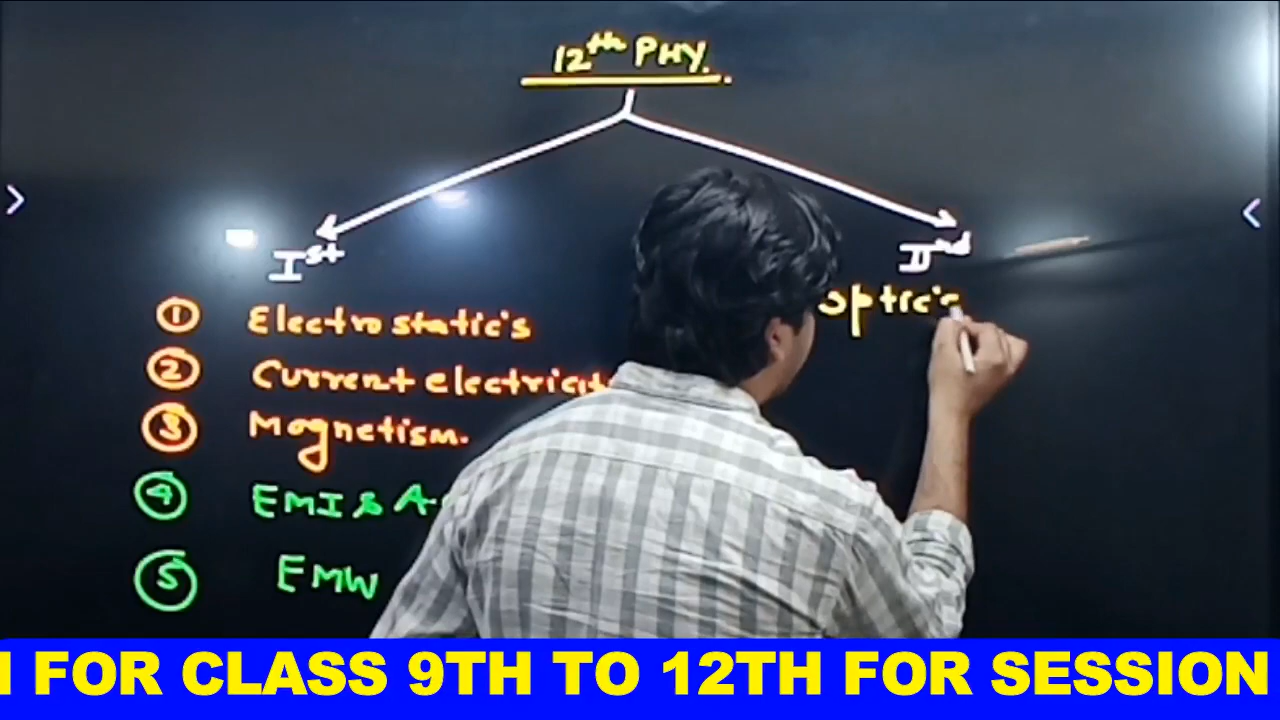 12th PHY.
Ist
IInd
① Electrostatic's
② Current
③ Magnetism.
④ EMI &
⑤ EMW
optic's
FOR CLASS 9TH TO 12TH FOR SESSION